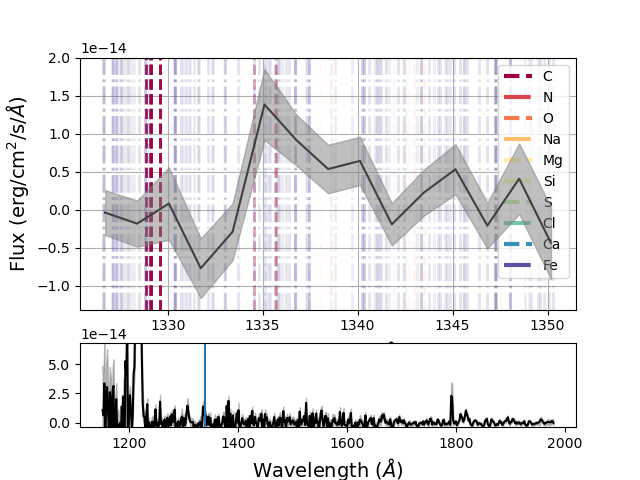 1e−14
2.0
1.5
1.0
0.5
0.0
−0.5
−1.0
Flux (erg/cm²/s/Å)
C
N
O
Na
Mg
Si
S
Cl
Ca
Fe
1330 1335 1340 1345 1350
1e−14
5.0
2.5
0.0
1200 1400 1600 1800 2000
Wavelength (Å)